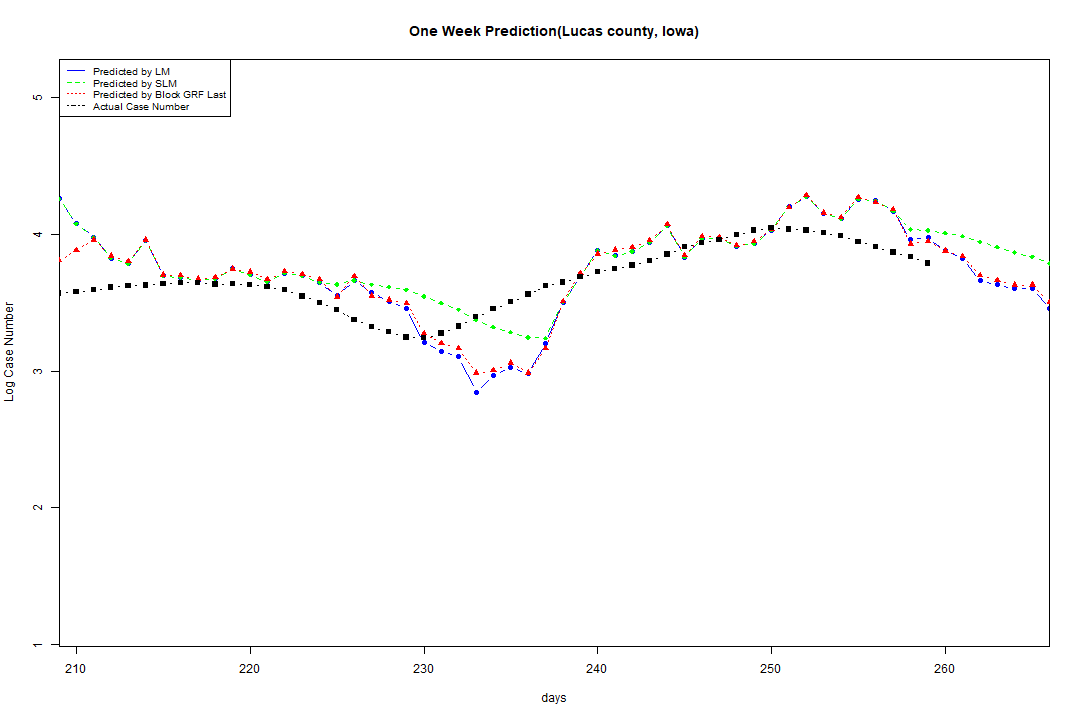 One Week Prediction(Lucas county, Iowa)
Predicted by LM
Predicted by SLM
Predicted by Block GRF Last
Actual Case Number
5
4
3
2
1
Log Case Number
210 220 230 240 250 260
days